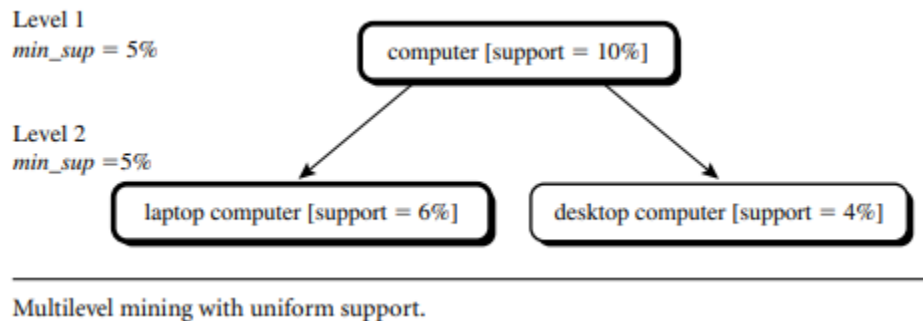 Level 1
min_sup = 5%
computer [support = 10%]
Level 2
min_sup =5%
laptop computer [support = 6%]
desktop computer [support = 4%]
Multilevel mining with uniform support.